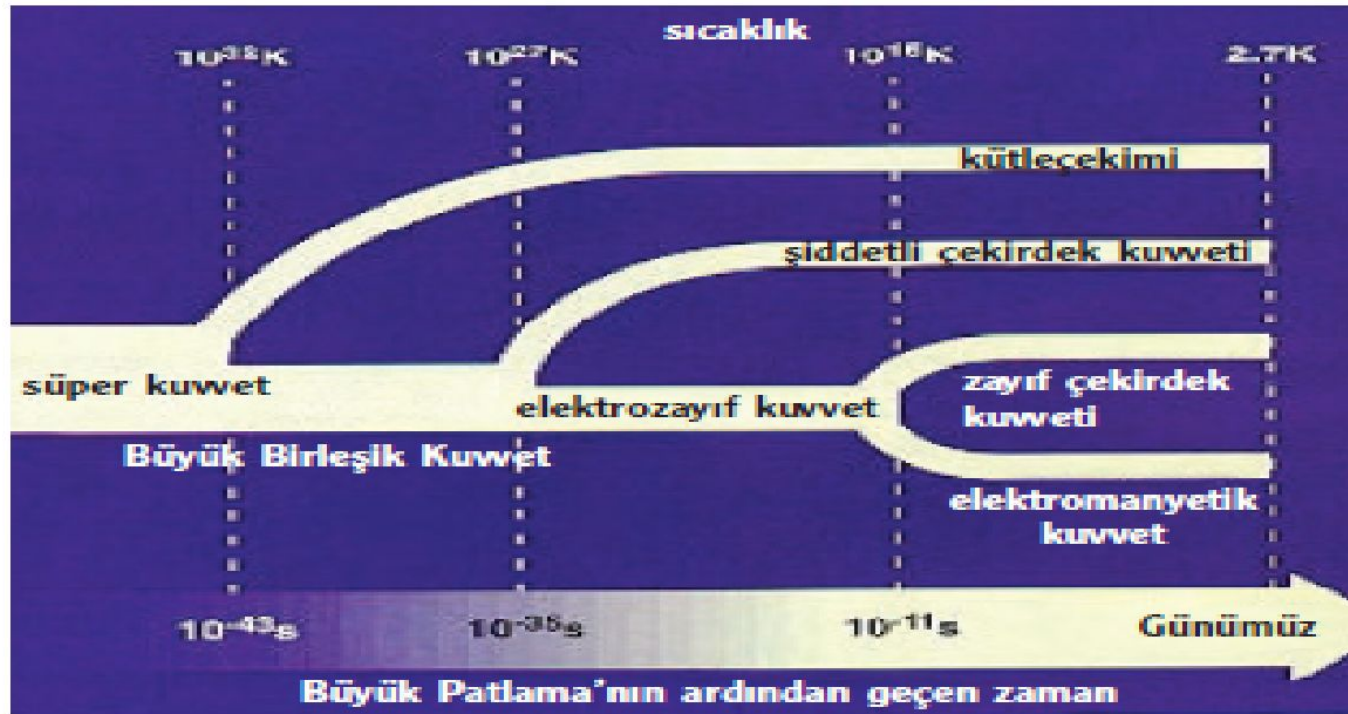 sıcaklık
10³²K 10²⁷K 10¹⁵K 2.7K
kütleçekimi
şiddetli çekirdek kuvveti
süper kuvvet
elektrozayıf kuvvet
zayıf çekirdek
kuvveti
Büyük Birleşik Kuvvet
elektromanyetik
kuvvet
10⁻⁴³s 10⁻³⁵s 10⁻¹¹s Günümüz
Büyük Patlama’nın ardından geçen zaman